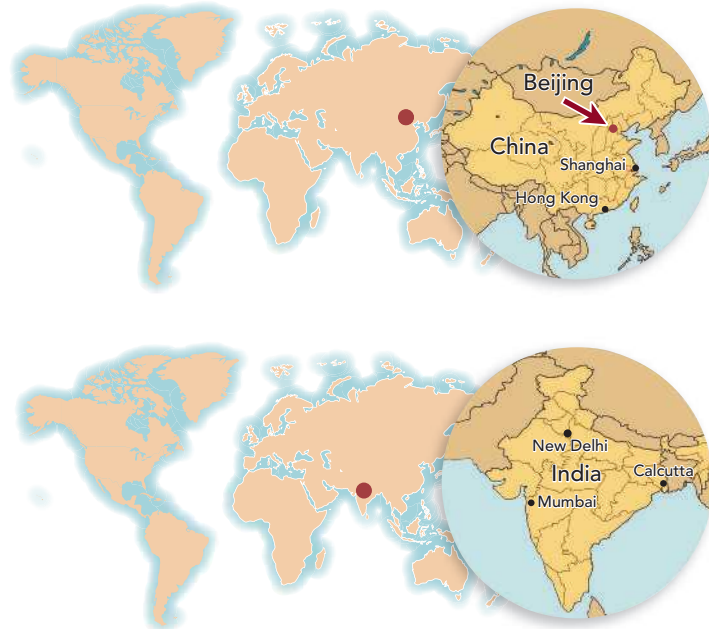 Beijing
China
Shanghai
Hong Kong
New Delhi
India
Calcutta
Mumbai